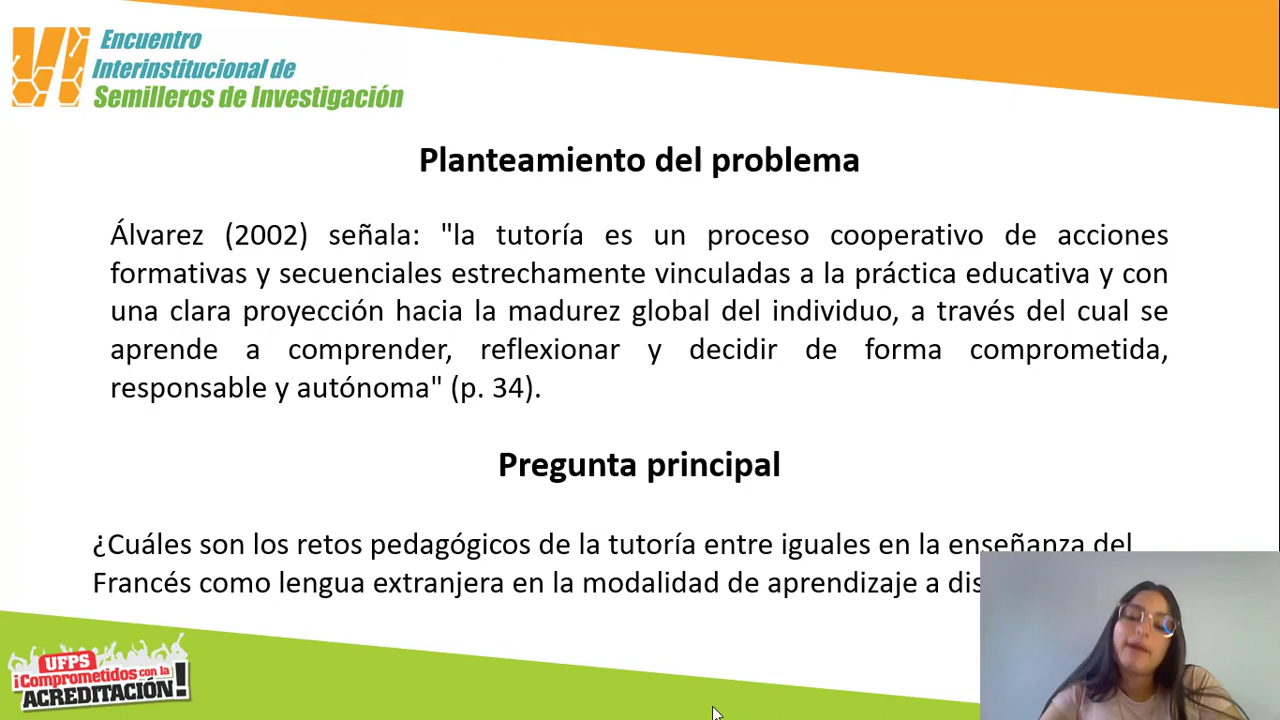 Encuentro
Interinstitucional de
Semilleros de Investigación
Planteamiento del problema
Álvarez (2002) señala: "la tutoría es un proceso cooperativo de acciones
formativas y secuenciales estrechamente vinculadas a la práctica educativa y con
una clara proyección hacia la madurez global del individuo, a través del cual se
aprende a comprender, reflexionar y decidir de forma comprometida,
responsable y autónoma" (p. 34).
Pregunta principal
¿Cuáles son los retos pedagógicos de la tutoría entre iguales en la enseñanza del
Francés como lengua extranjera en la modalidad de aprendizaje a
UFPS
¡Comprometidos con la
ACREDITACIÓN!